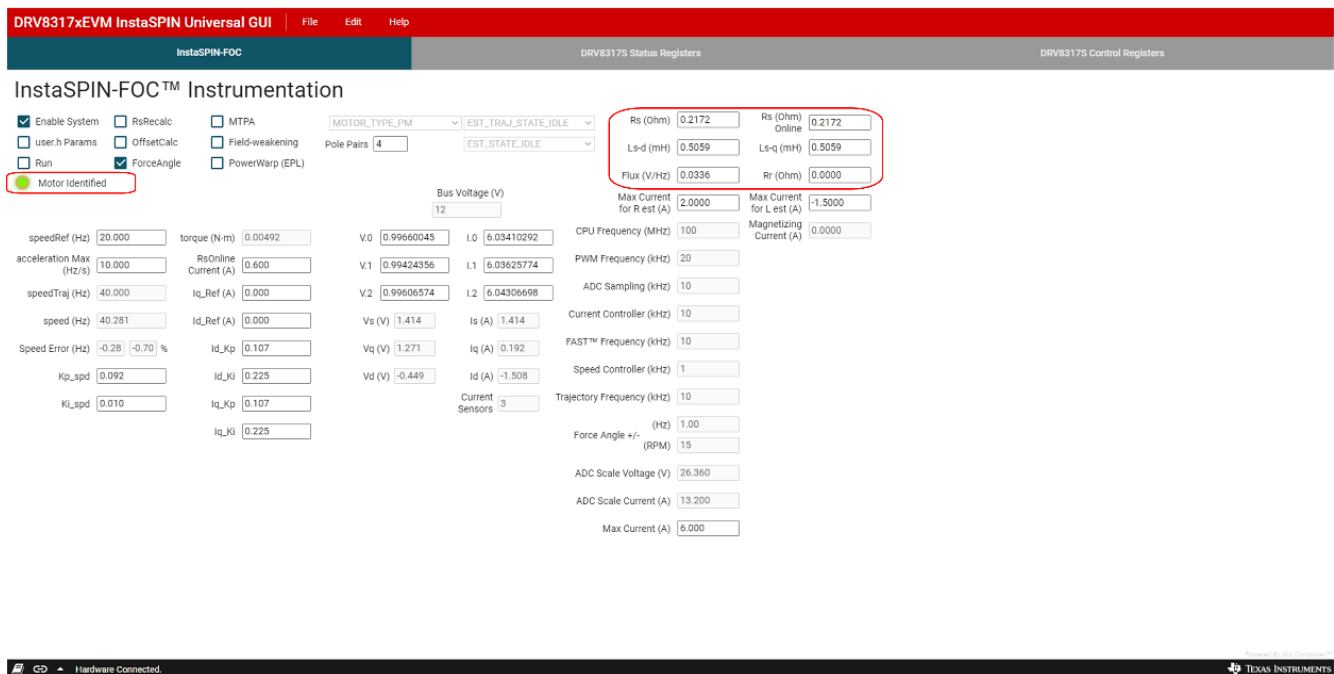 DRV8317xEVM InstaSPIN Universal GUI File Edit Help
InstaSPIN-FOC DRV8317S Status Registers DRV8317S Control Registers
InstaSPIN-FOC™ Instrumentation
Enable System RsRecalc MTPA
user.h Params OffsetCalc Field-weakening
Run ForceAngle PowerWarp (EPL)
Motor Identified
MOTOR_TYPE_PM EST_TRAJ_STATE_IDLE
Pole Pairs 4 EST_STATE_IDLE
Bus Voltage (V)
12
Rs (Ohm) 0.2172 Rs (Ohm) Online 0.2172
Ls-d (mH) 0.5059 Ls-q (mH) 0.5059
Flux (V/Hz) 0.0336 Rr (Ohm) 0.0000
Max Current for R est (A) 2.0000 Max Current for L est (A) -1.5000
CPU Frequency (MHz) 100 Magnetizing Current (A) 0.0000
speedRef (Hz) 20.000 torque (N·m) 0.00492 V.0 0.99660045 I.0 6.03410292
acceleration Max (Hz/s) 10.000 RsOnline Current (A) 0.600 V.1 0.99424356 I.1 6.03625774
speedTraj (Hz) 40.000 Iq_Ref (A) 0.000 V.2 0.99606574 I.2 6.04306698
speed (Hz) 40.281 Id_Ref (A) 0.000 Vs (V) 1.414 Is (A) 1.414
Speed Error (Hz) -0.28 -0.70 % Id_Kp 0.107 Vq (V) 1.271 Iq (A) 0.192
Kp_spd 0.092 Id_Ki 0.225 Vd (V) -0.449 Id (A) -1.508
Ki_spd 0.010 Iq_Kp 0.107 Current Sensors 3
Iq_Ki 0.225
PWM Frequency (kHz) 20
ADC Sampling (kHz) 10
Current Controller (kHz) 10
FAST™ Frequency (kHz) 10
Speed Controller (kHz) 1
Trajectory Frequency (kHz) 10
Force Angle +/- (Hz) 1.00
(RPM) 15
ADC Scale Voltage (V) 26.360
ADC Scale Current (A) 13.200
Max Current (A) 6.000
Powered By GUI Composer™
Hardware Connected. TEXAS INSTRUMENTS